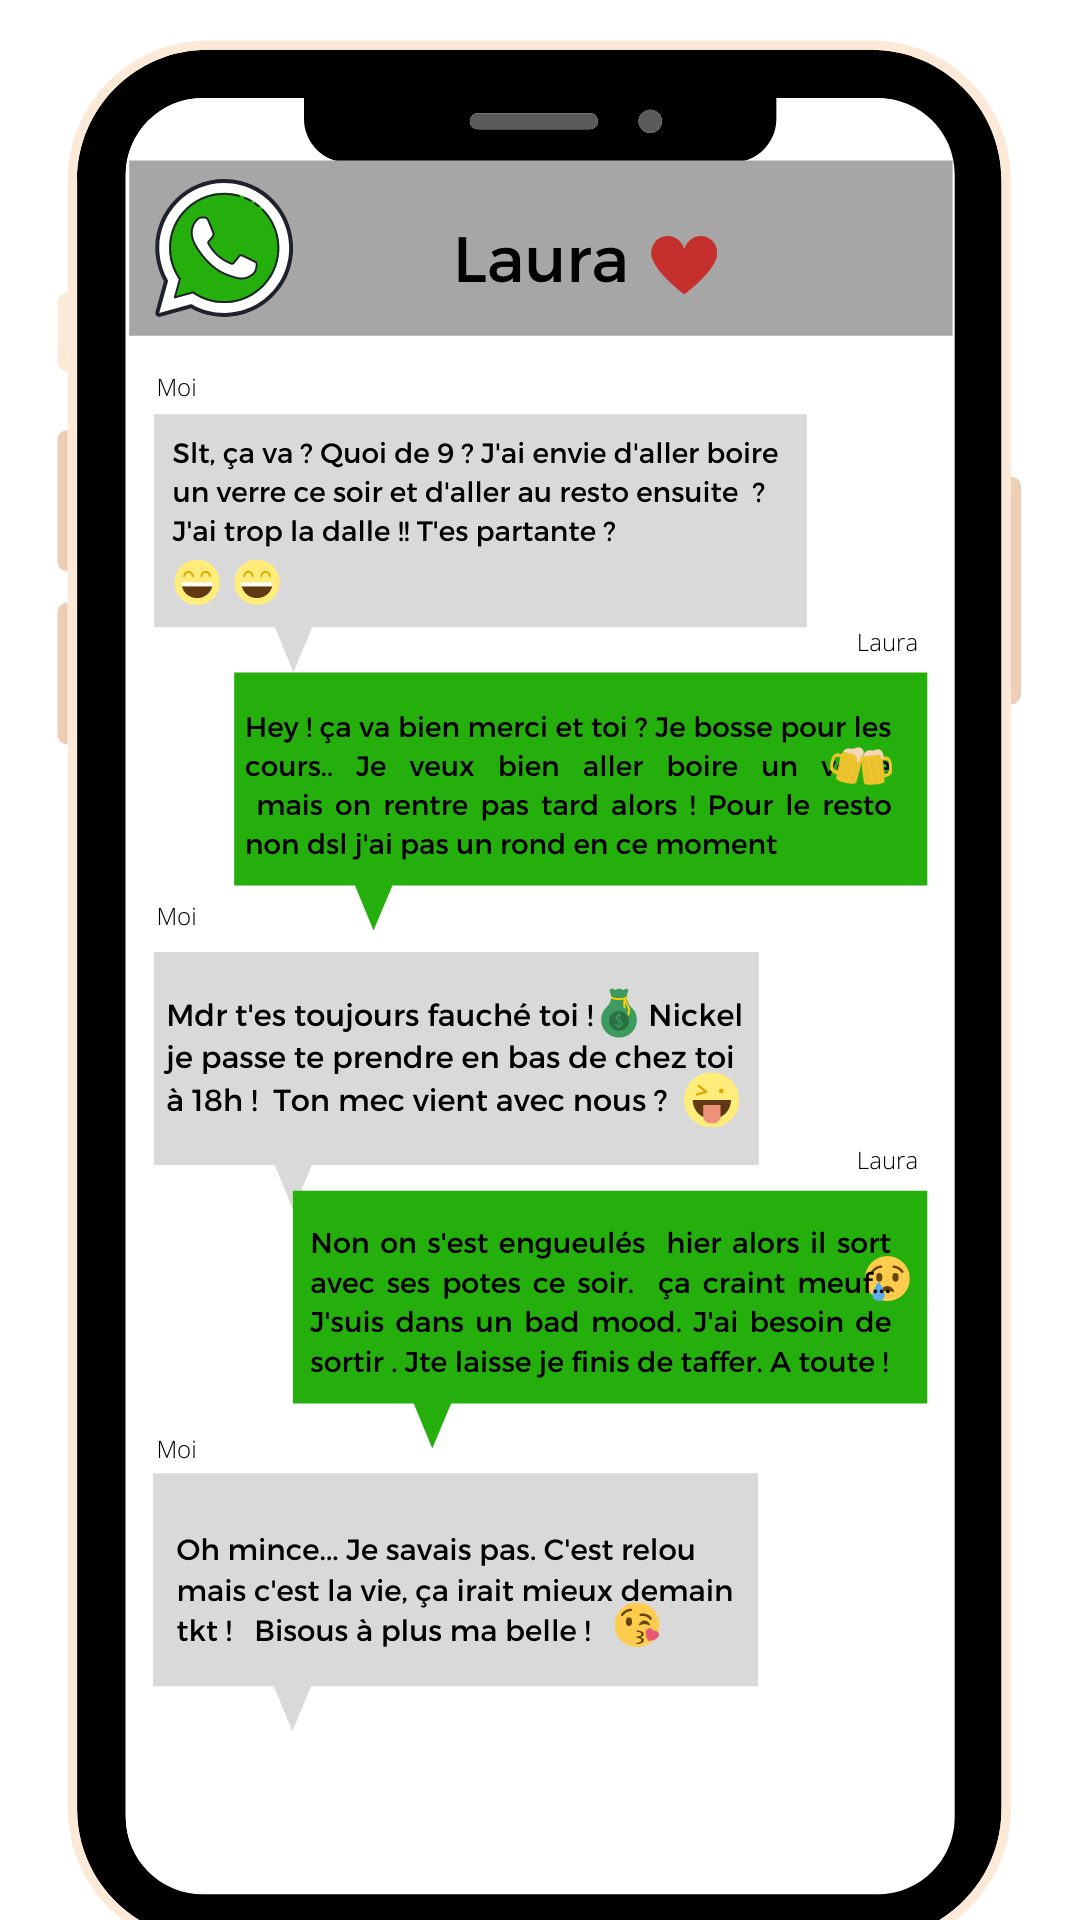 Laura
Moi
Slt, ça va ? Quoi de 9 ? J'ai envie d'aller boire
un verre ce soir et d'aller au resto ensuite ?
J'ai trop la dalle !! T'es partante ?
Laura
Hey ! ça va bien merci et toi ? Je bosse pour les
cours.. Je veux bien aller boire un
mais on rentre pas tard alors ! Pour le resto
non dsl j'ai pas un rond en ce moment
Moi
Mdr t'es toujours fauché toi ! Nickel
je passe te prendre en bas de chez toi
à 18h ! Ton mec vient avec nous ?
Laura
Non on s'est engueulés hier alors il sort
avec ses potes ce soir. ça craint meuf...
J'suis dans un bad mood. J'ai besoin de
sortir . Jte laisse je finis de taffer. A toute !
Moi
Oh mince... Je savais pas. C'est relou
mais c'est la vie, ça irait mieux demain
tkt ! Bisous à plus ma belle !